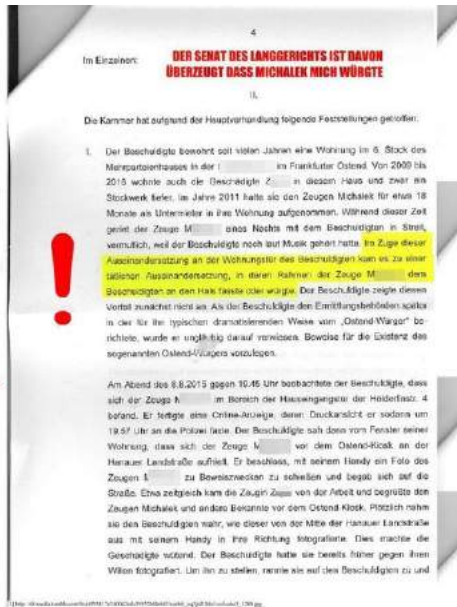 4
Im Einzelnen:
DER SENAT DES LANGGERICHTS IST DAVON
ÜBERZEUGT DASS MICHALEK MICH WÜRGTE
II.
Die Kammer hat aufgrund der Hauptverhandlung folgende Feststellungen getroffen:
1. Der Beschuldigte bewohnt seit vielen Jahren eine Wohnung im 6. Stock des
Mehrparteienhauses in der im Frankfurter Ostend. Von 2009 bis
2015 wohnte auch die Geschädigte Z in diesem Haus und zwar ein
Stockwerk tiefer. Im Jahre 2011 hatte sie den Zeugen Michalek für etwa 18
Monate als Untermieter in ihre Wohnung aufgenommen. Während dieser Zeit
geriet der Zeuge M eines Nachts mit dem Beschuldigten in Streit,
vermutlich, weil der Beschuldigte noch laut Musik gehört hatte. Im Zuge dieser
Auseinandersetzung an der Wohnungstür des Beschuldigten kam es zu einer
tätlichen Auseinandersetzung, in deren Rahmen der Zeuge M dem
Beschuldigten an den Hals fasste oder würgte. Der Beschuldigte zeigte diesen
Vorfall zunächst nicht an. Als der Beschuldigte den Ermittlungsbehörden später
in der für ihn typischen dramatisierenden Weise vom „Ostend-Würger" be-
richtete, wurde er ungläubig darauf verwiesen, Beweise für die Existenz des
sogenannten Ostend-Würgers vorzulegen.
Am Abend des 8.8.2015 gegen 19.45 Uhr beobachtete der Beschuldigte, dass
sich der Zeuge M im Bereich der Hauseingangstür der 4
befand. Er fertigte eine Online-Anzeige, deren Druckansicht er sodann um
19.57 Uhr an die Polizei faxte. Der Beschuldigte sah dann vom Fenster seiner
Wohnung, dass sich der Zeuge M vor dem Ostend-Kiosk an der
Hanauer Landstraße aufhielt. Er beschloss, mit seinem Handy ein Foto des
Zeugen zu Beweiszwecken zu schießen und begab sich auf die
Straße. Etwa zeitgleich kam die Zeugin von der Arbeit und begrüßte den
Zeugen Michalek und andere Bekannte vor dem Ostend-Kiosk. Plötzlich nahm
sie den Beschuldigten wahr, wie dieser von der Mitte der Hanauer Landstraße
aus mit seinem Handy in ihre Richtung fotografierte. Dies machte die
Geschädigte wütend. Der Beschuldigte hatte sie bereits früher gegen ihren
Willen fotografiert. Um ihn zu stellen, rannte sie auf den Beschuldigten zu und